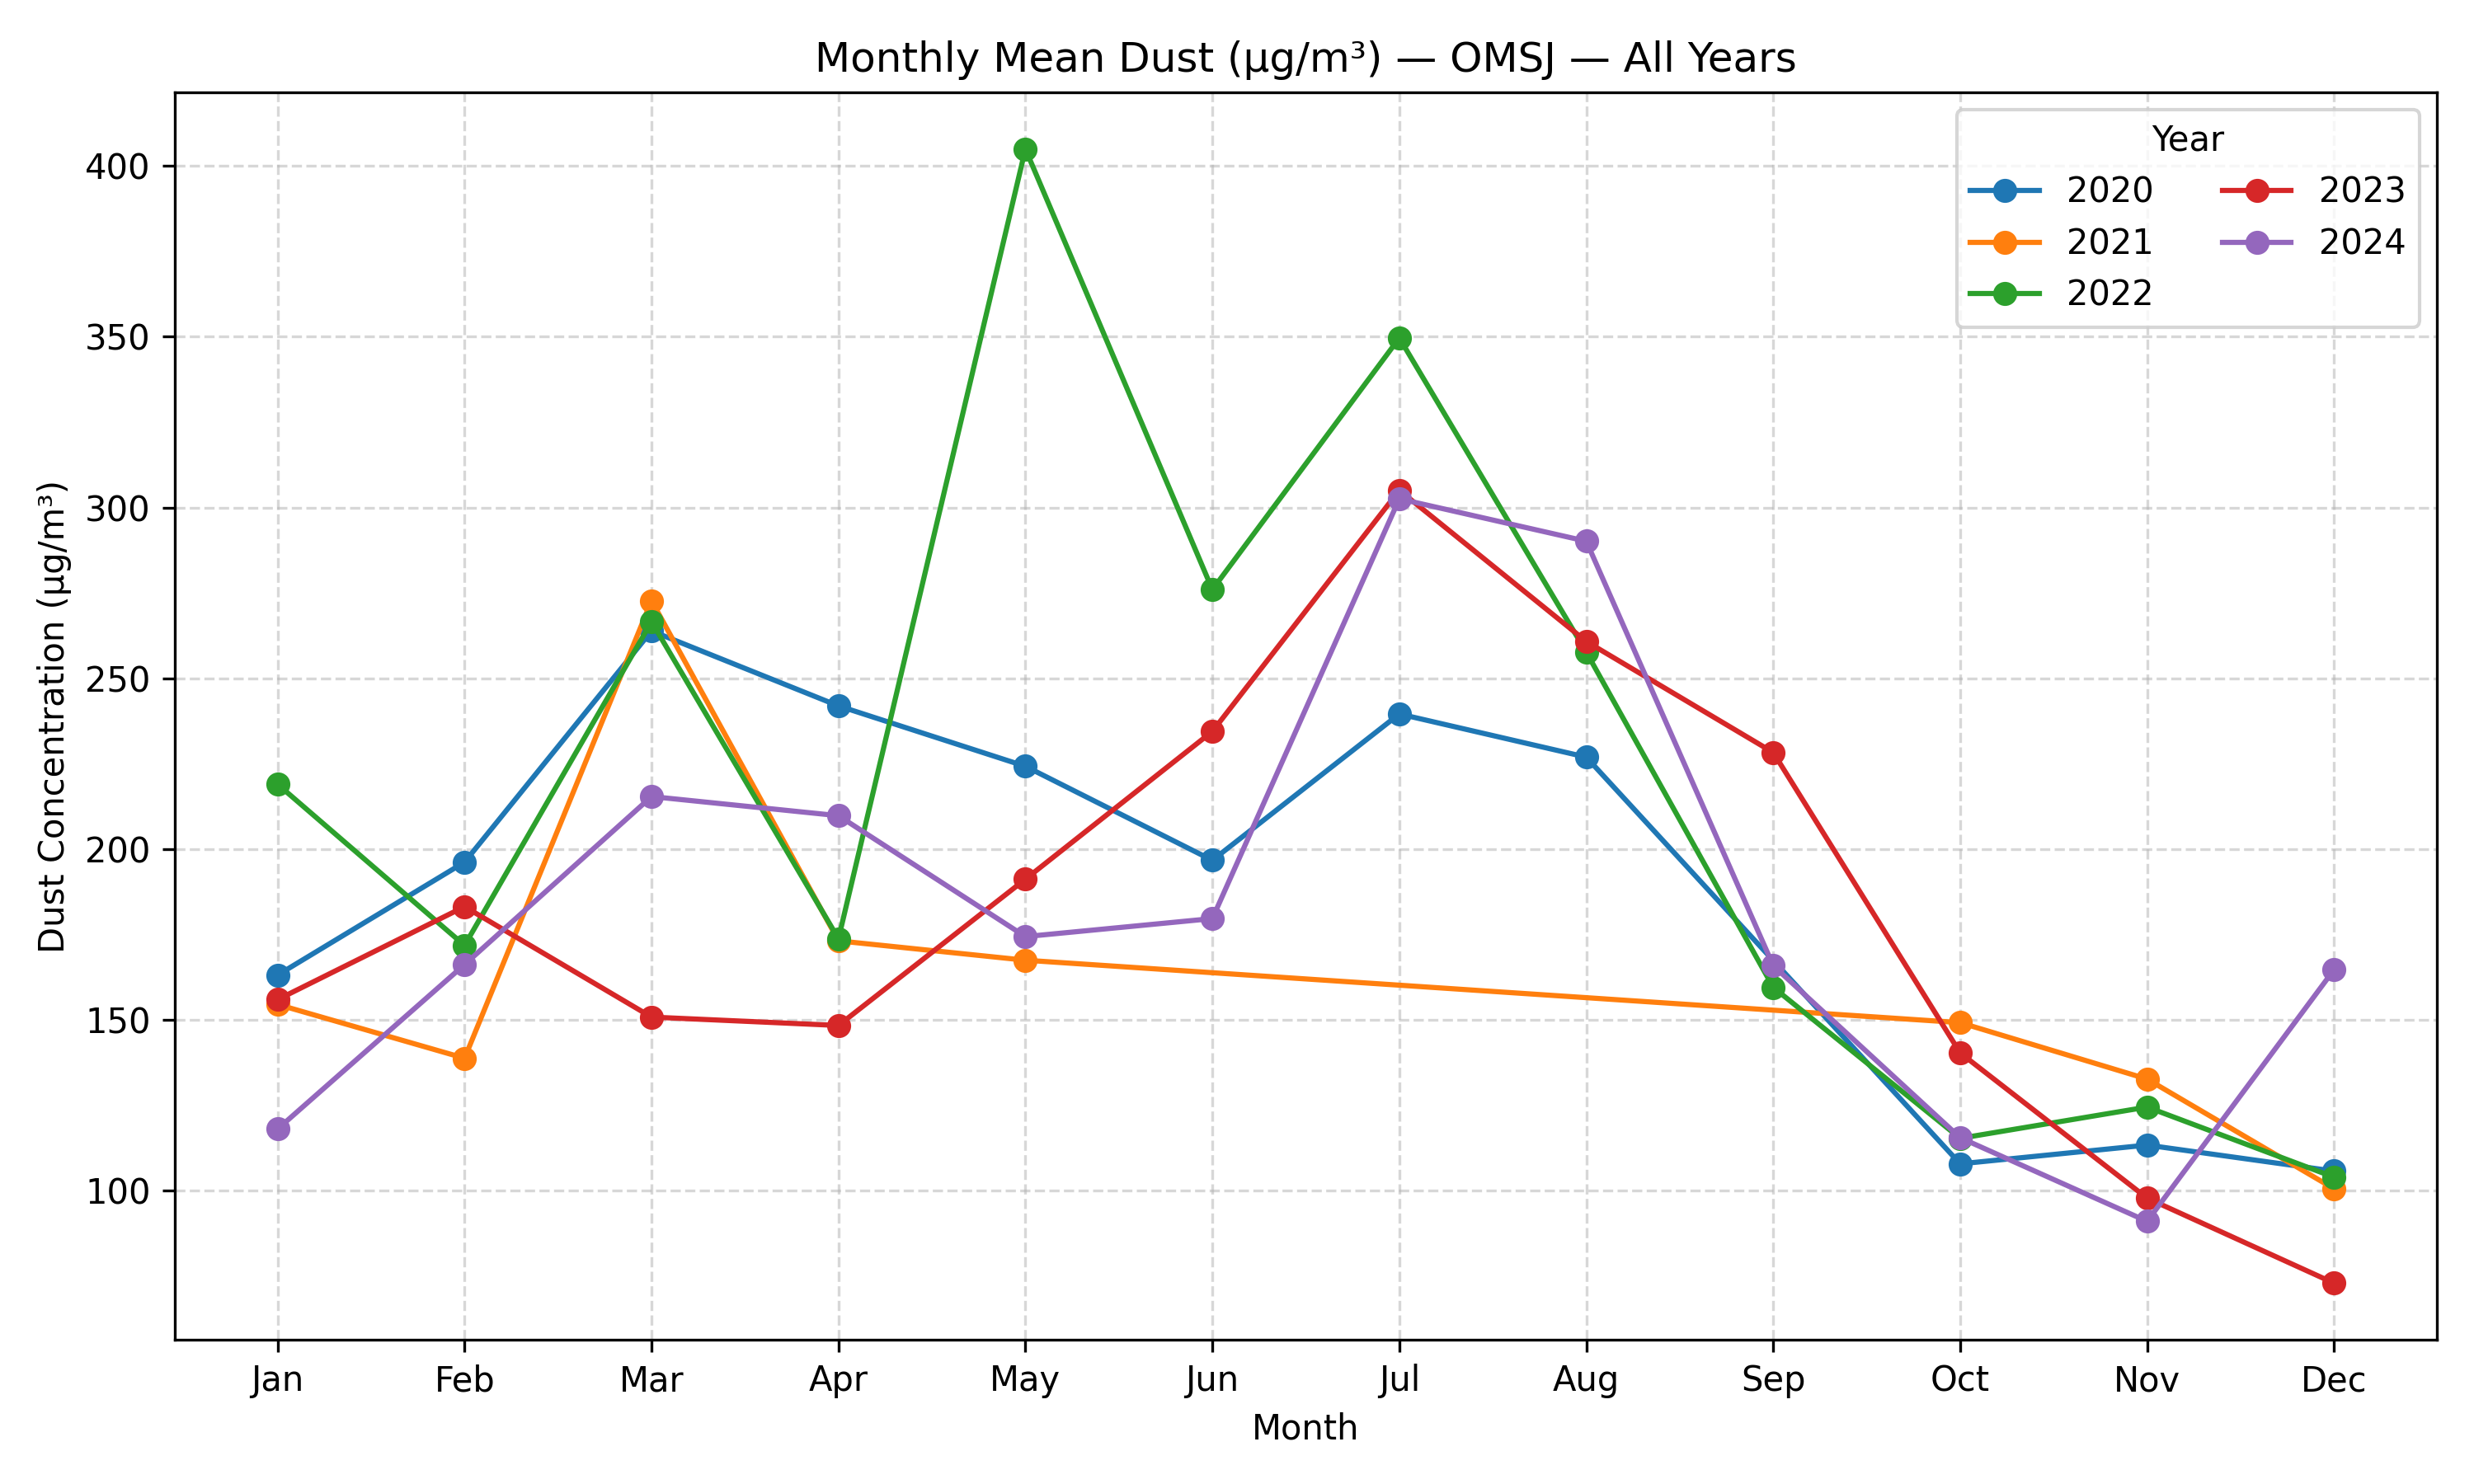 Monthly Mean Dust (µg/m³) — OMSJ — All Years
Year
2020
2021
2022
2023
2024
Dust Concentration (µg/m³)
400
350
300
250
200
150
100
Jan Feb Mar Apr May Jun Jul Aug Sep Oct Nov Dec
Month